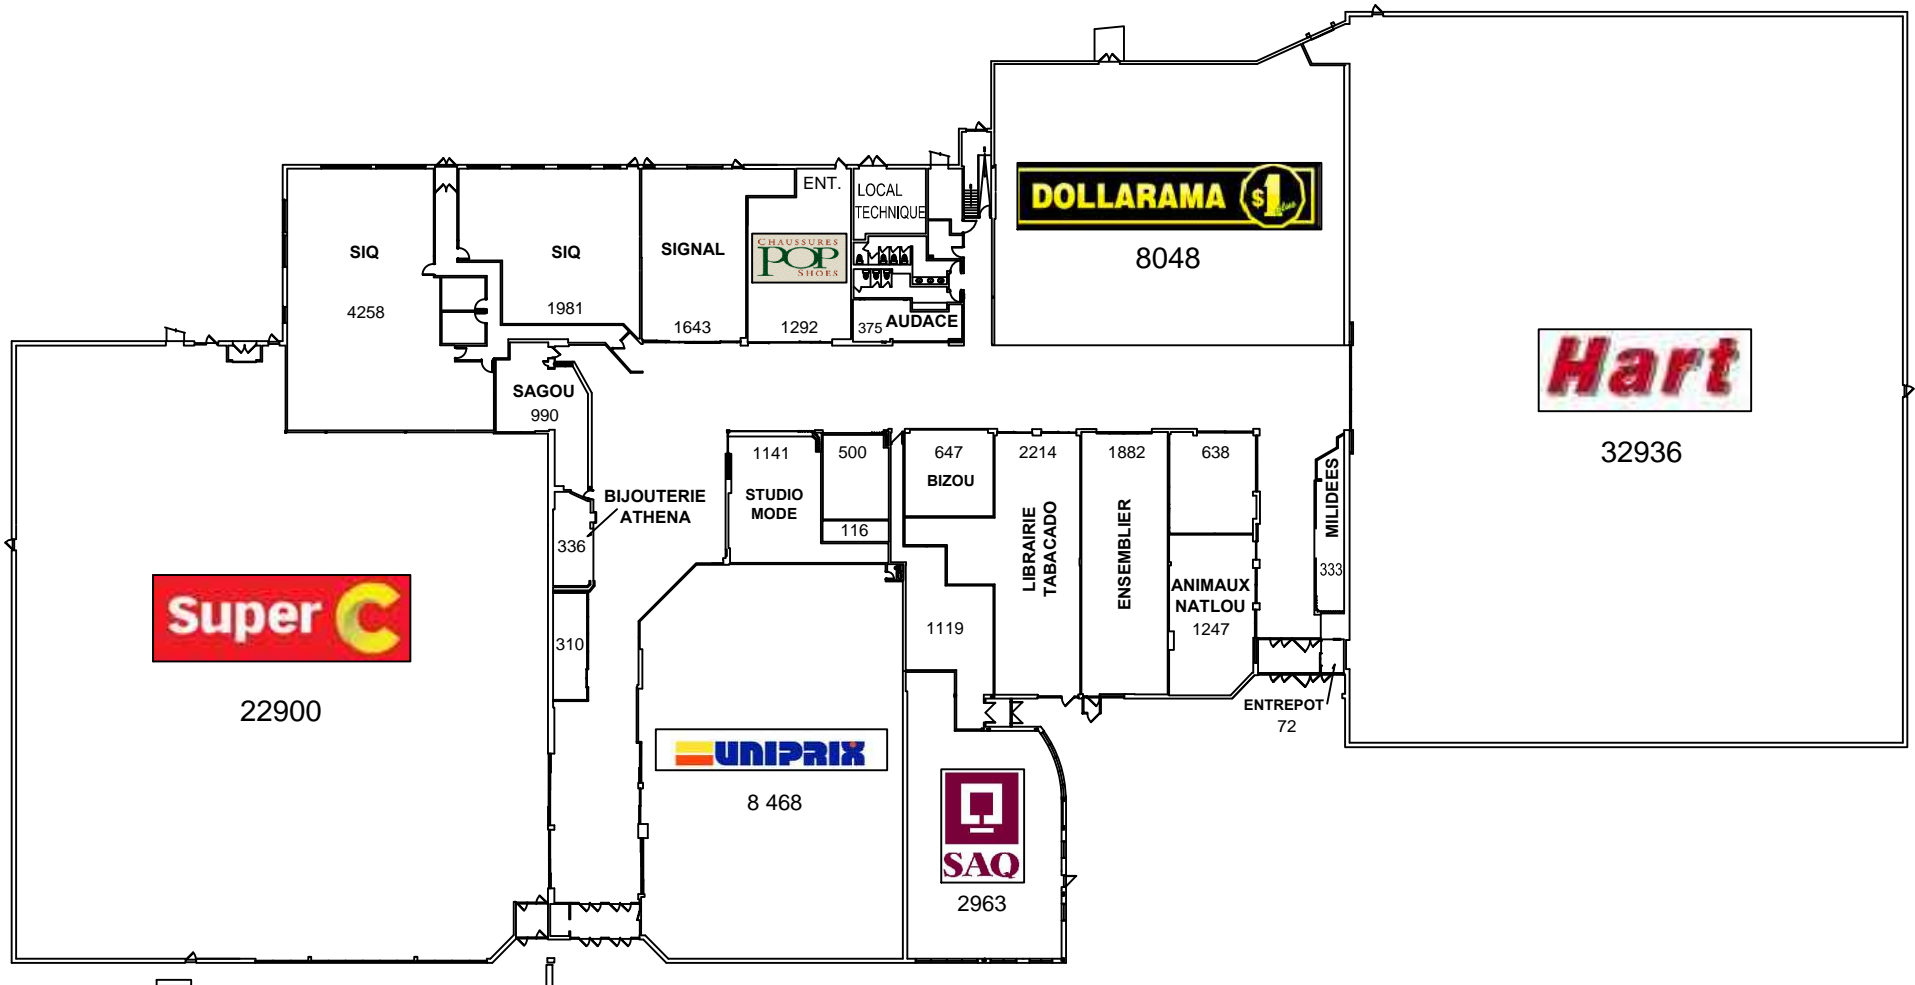 ENT.
LOCAL
TECHNIQUE
DOLLARAMA $1 plus
8048
SIQ
4258
SIQ
1981
SIGNAL
1643
CHAUSSURES
POP
SHOES
1292
375 AUDACE
Hart
32936
SAGOU
990
BIJOUTERIE
ATHENA
336
310
Super C
22900
1141
STUDIO
MODE
500
116
647
BIZOU
2214
LIBRAIRIE
TABACADO
1882
ENSEMBLIER
638
ANIMAUX
NATLOU
1247
MILIDEES
333
1119
ENTREPOT
72
UNIPRIX
8 468
SAQ
2963